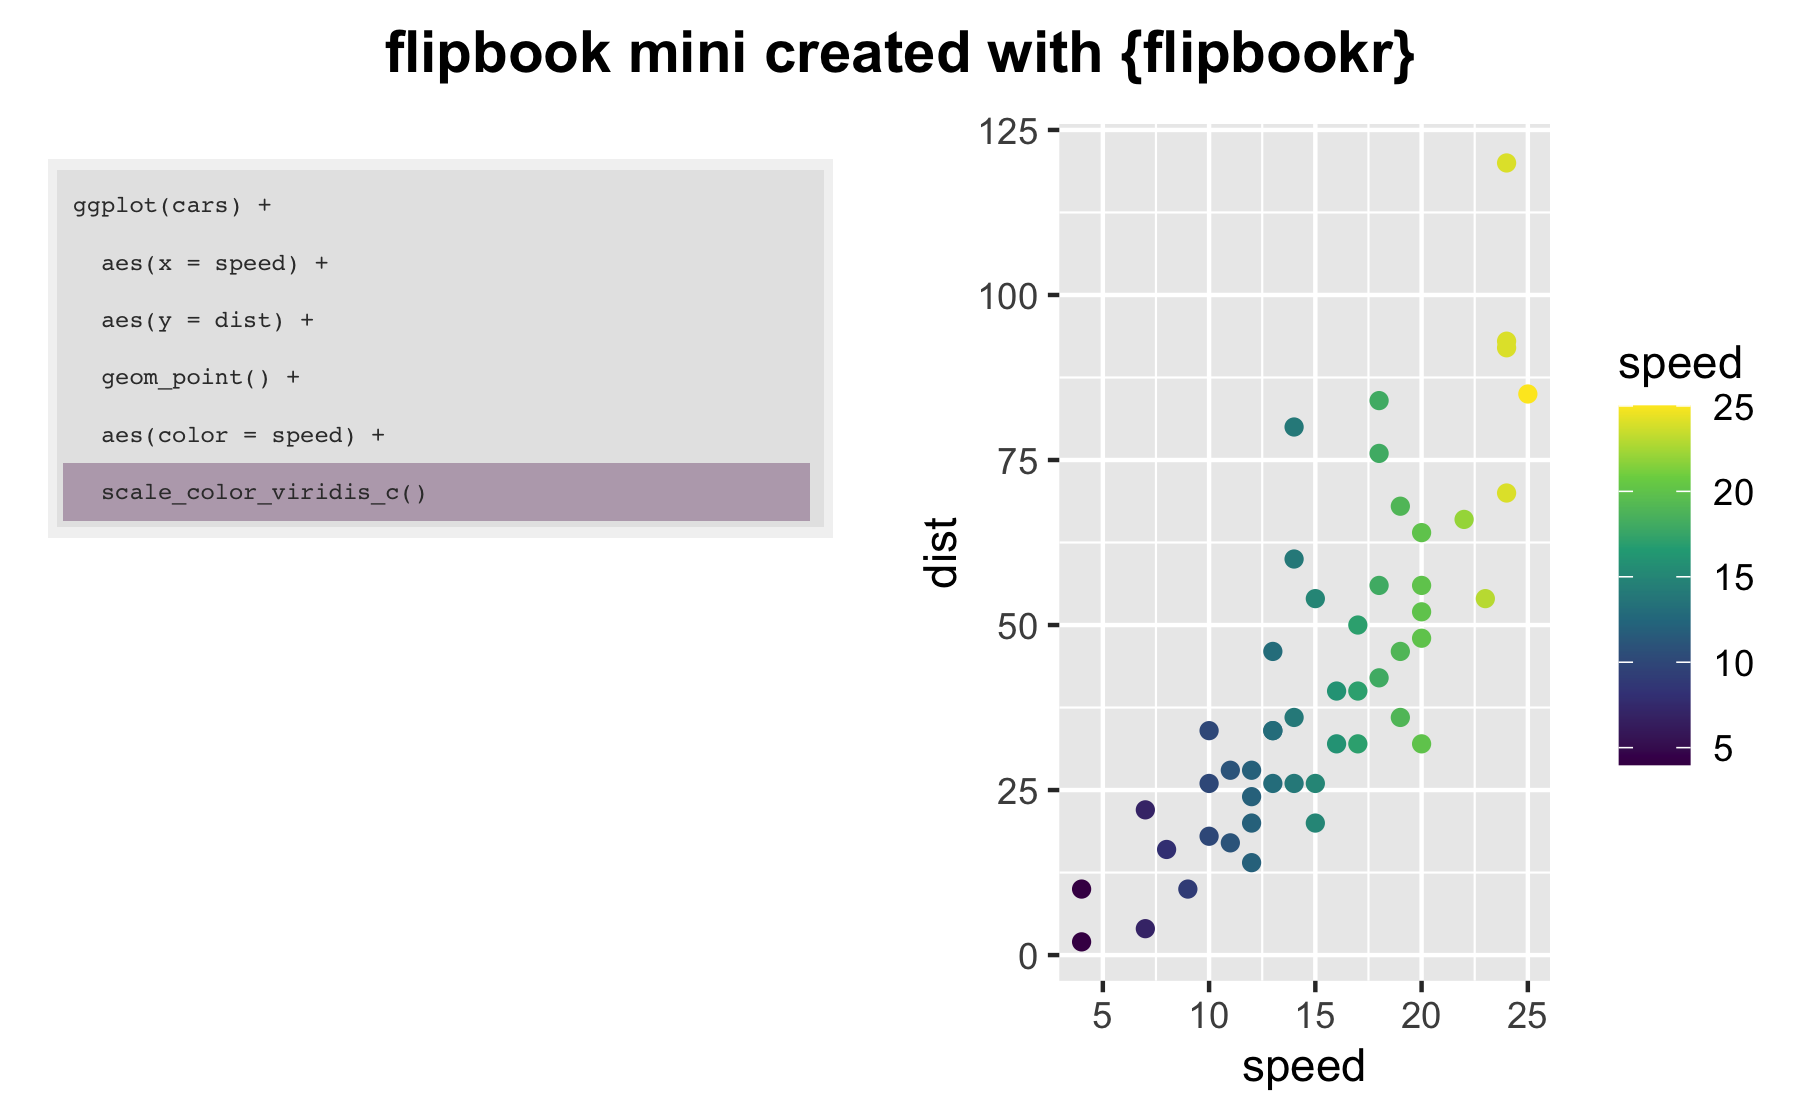 flipbook mini created with {flipbookr}
ggplot(cars) +
aes(x = speed) +
aes(y = dist) +
geom_point() +
aes(color = speed) +
scale_color_viridis_c()
125
100
75
50
25
0
dist
5 10 15 20 25
speed
speed
25
20
15
10
5